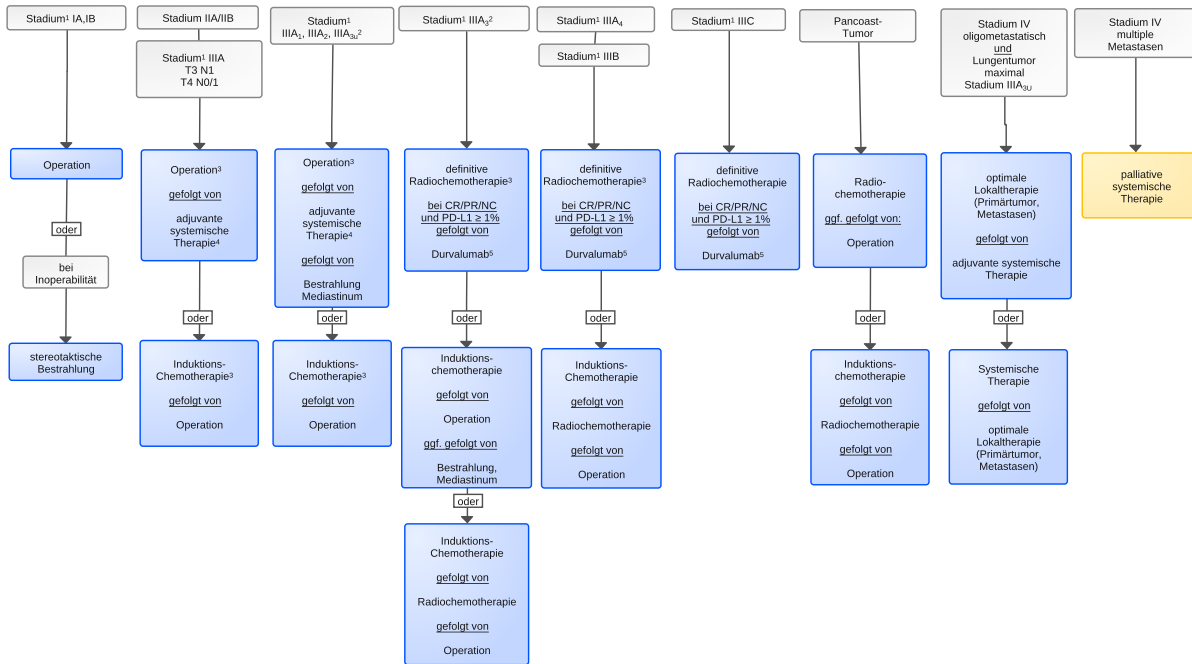 Stadium¹ IA,IB
Operation
oder
bei
Inoperabilität
stereotaktische
Bestrahlung
Stadium IIA/IIB
Stadium¹ IIIA
T3 N1
T4 N0/1
Operation³
gefolgt von
adjuvante
systemische
Therapie⁴
oder
Induktions-
Chemotherapie³
gefolgt von
Operation
Stadium¹
IIIA₁, IIIA₂, IIIA₃ᵤ²
Operation³
gefolgt von
adjuvante
systemische
Therapie⁴
gefolgt von
Bestrahlung
Mediastinum
oder
Induktions-
Chemotherapie³
gefolgt von
Operation
Stadium¹ IIIA₃²
definitive
Radiochemotherapie³
bei CR/PR/NC
und PD-L1 ≥ 1%
gefolgt von
Durvalumab⁵
oder
Induktions-
chemotherapie
gefolgt von
Operation
ggf. gefolgt von
Bestrahlung,
Mediastinum
oder
Induktions-
Chemotherapie
gefolgt von
Radiochemotherapie
gefolgt von
Operation
Stadium¹ IIIA₄
Stadium¹ IIIB
definitive
Radiochemotherapie³
bei CR/PR/NC
und PD-L1 ≥ 1%
gefolgt von
Durvalumab⁵
oder
Induktions-
Chemotherapie
gefolgt von
Radiochemotherapie
gefolgt von
Operation
Stadium¹ IIIC
definitive
Radiochemotherapie
bei CR/PR/NC
und PD-L1 ≥ 1%
gefolgt von
Durvalumab⁵
Pancoast-
Tumor
Radio-
chemotherapie
ggf. gefolgt von:
Operation
oder
Induktions-
chemotherapie
gefolgt von
Radiochemotherapie
gefolgt von
Operation
Stadium IV
oligometastatisch
und
Lungentumor
maximal
Stadium IIIA₃U
optimale
Lokaltherapie
(Primärtumor,
Metastasen)
gefolgt von
adjuvante systemische
Therapie
oder
Systemische
Therapie
gefolgt von
optimale
Lokaltherapie
(Primärtumor,
Metastasen)
Stadium IV
multiple
Metastasen
palliative
systemische
Therapie